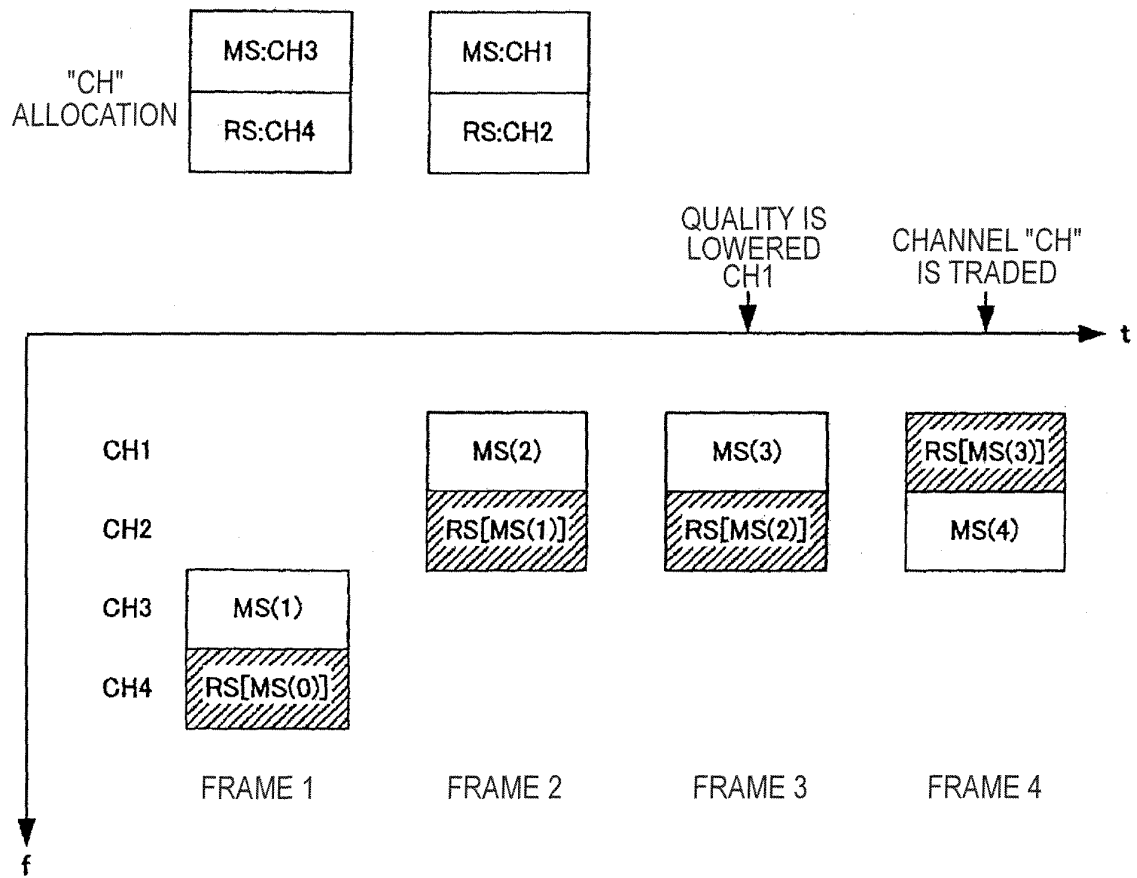 "CH"
ALLOCATION
MS:CH3
RS:CH4
MS:CH1
RS:CH2
QUALITY IS
LOWERED
CH1
CHANNEL "CH"
IS TRADED
t
CH1
MS(2)
MS(3)
RS[MS(3)]
CH2
RS[MS(1)]
RS[MS(2)]
MS(4)
CH3
MS(1)
CH4
RS[MS(0)]
FRAME 1
FRAME 2
FRAME 3
FRAME 4
f